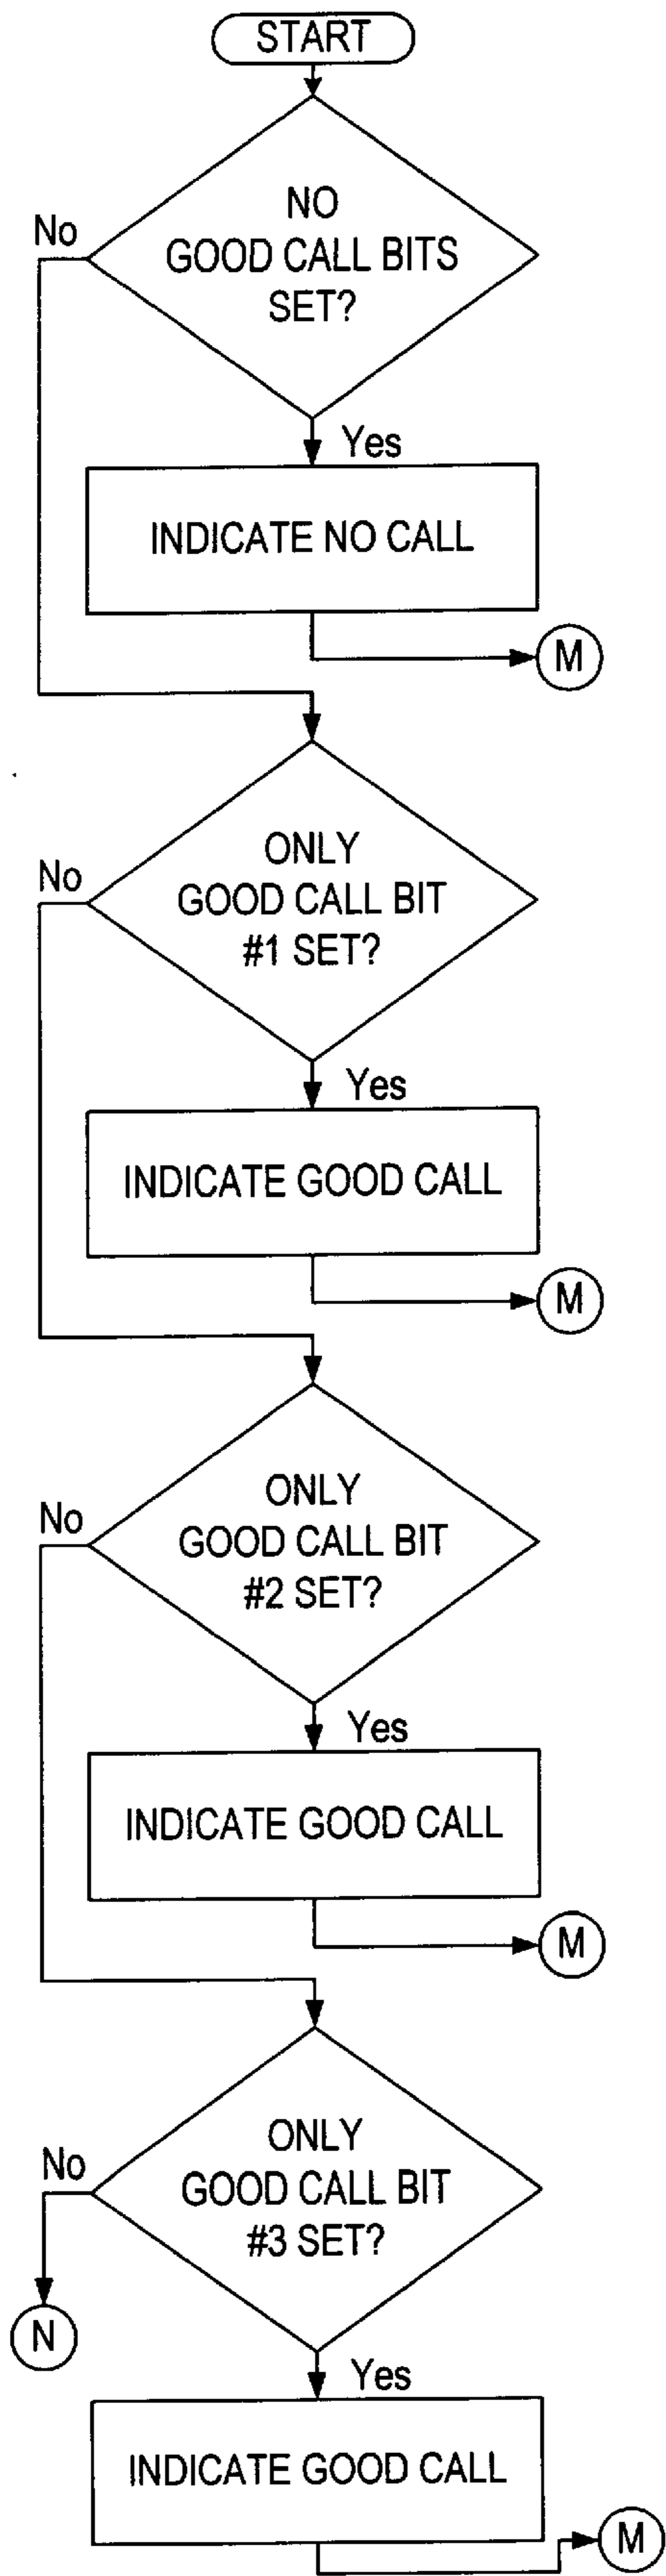 START
NO
GOOD CALL BITS
SET?
No
Yes
INDICATE NO CALL
M
ONLY
GOOD CALL BIT
#1 SET?
No
Yes
INDICATE GOOD CALL
M
ONLY
GOOD CALL BIT
#2 SET?
No
Yes
INDICATE GOOD CALL
M
ONLY
GOOD CALL BIT
#3 SET?
No
N
Yes
INDICATE GOOD CALL
M